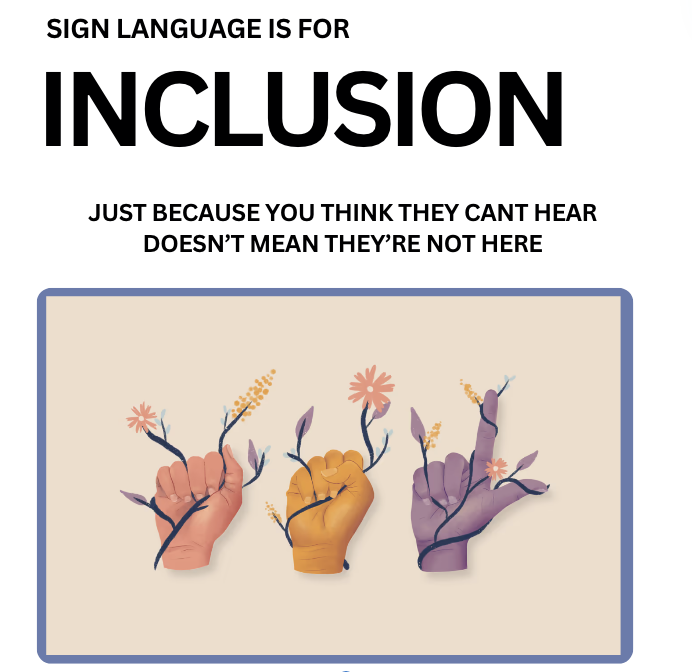 SIGN LANGUAGE IS FOR
INCLUSION
JUST BECAUSE YOU THINK THEY CANT HEAR
DOESN’T MEAN THEY’RE NOT HERE